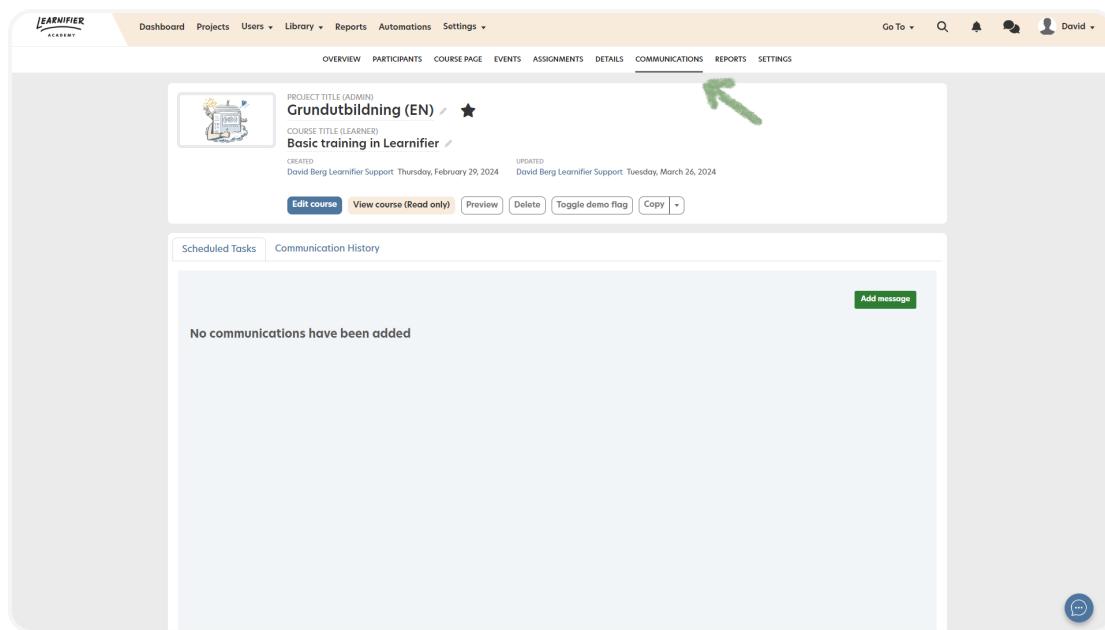 LEARNIFIER
ACADEMY
Dashboard Projects Users Library Reports Automations Settings Go To David
OVERVIEW PARTICIPANTS COURSE PAGE EVENTS ASSIGNMENTS DETAILS COMMUNICATIONS REPORTS SETTINGS
PROJECT TITLE (ADMIN)
Grundutbildning (EN)
COURSE TITLE (LEARNER)
Basic training in Learnifier
CREATED UPDATED
David Berg Learnifier Support Thursday, February 29, 2024 David Berg Learnifier Support Tuesday, March 26, 2024
Edit course View course (Read only) Preview Delete Toggle demo flag Copy
Scheduled Tasks Communication History
Add message
No communications have been added